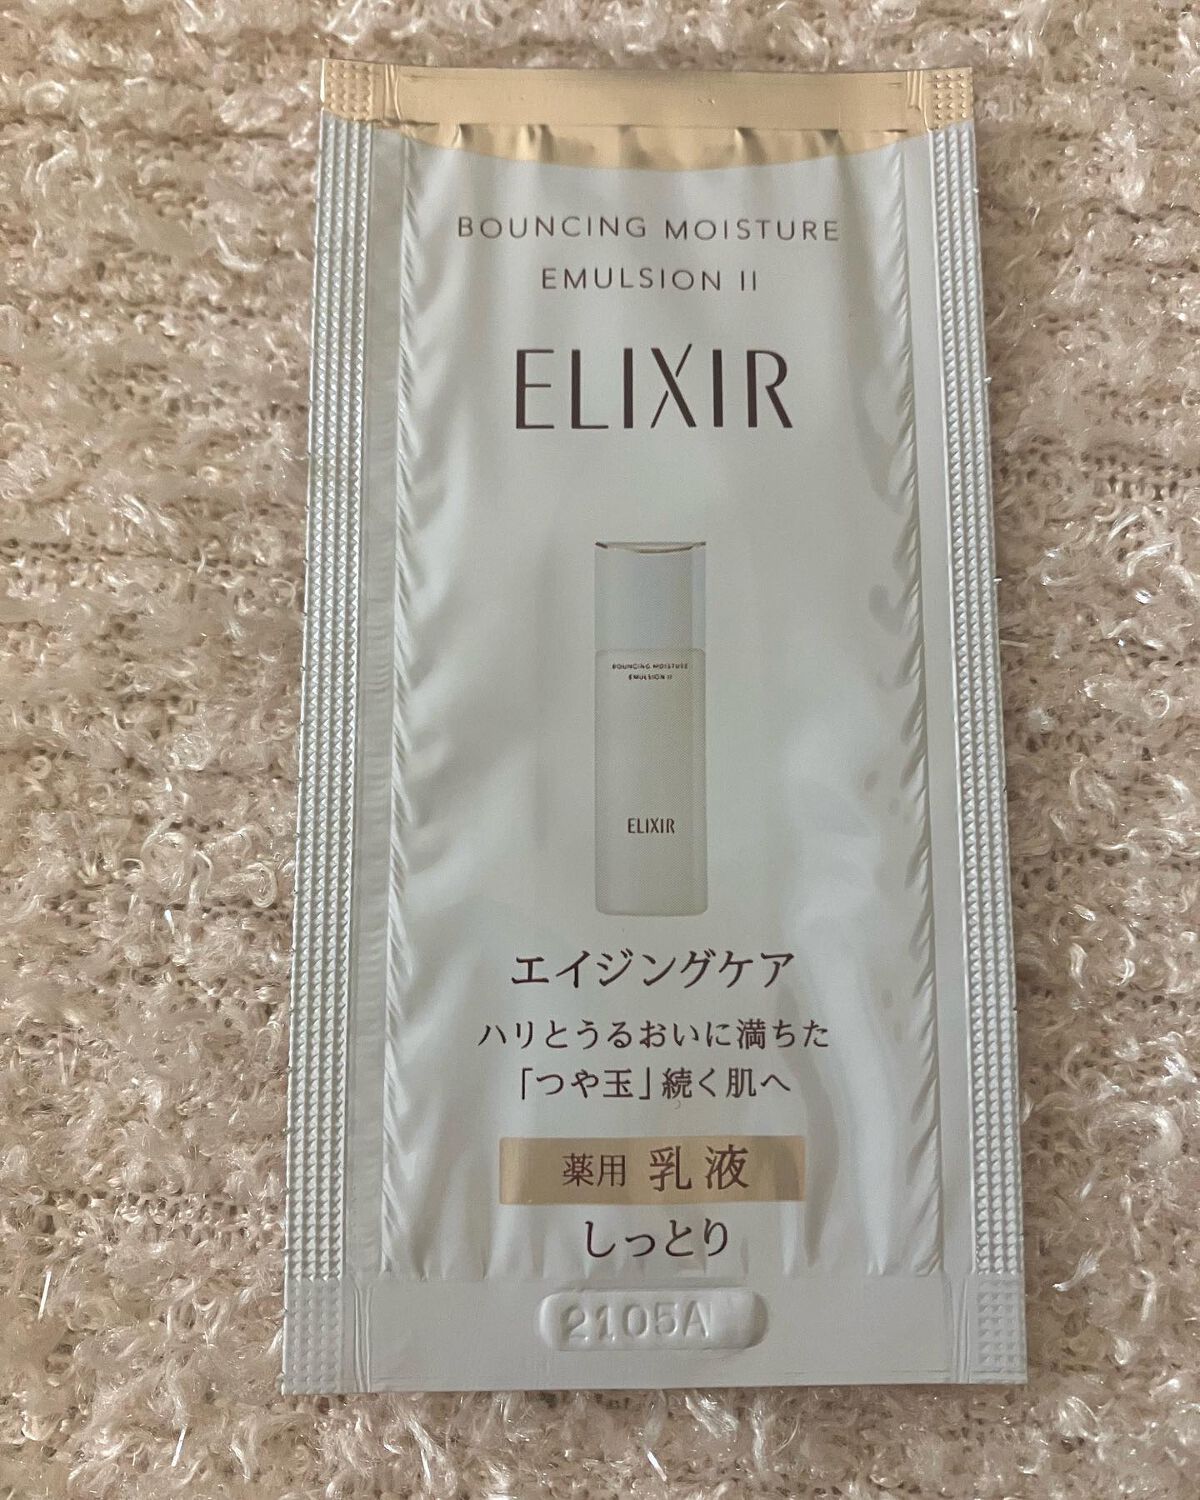 BOUNCING MOISTURE
EMULSION II
ELIXIR
BOUNCING MOISTURE
EMULSION II
ELIXIR
エイジングケア
ハリとうるおいに満ちた
「つや玉」続く肌へ
薬用 乳液
しっとり
2105A